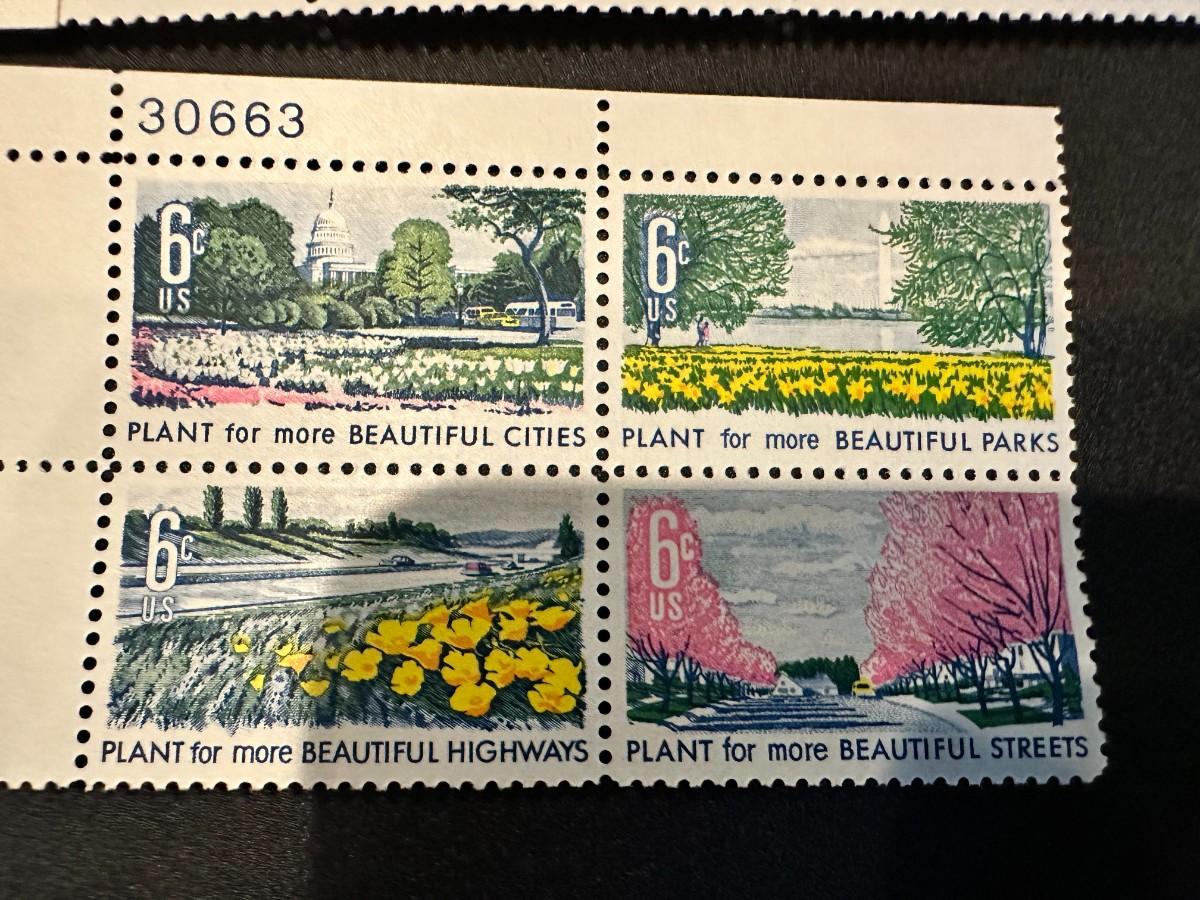 30663
6c
US
PLANT for more BEAUTIFUL CITIES
6c
US
PLANT for more BEAUTIFUL PARKS
6c
US
PLANT for more BEAUTIFUL HIGHWAYS
6c
US
PLANT for more BEAUTIFUL STREETS